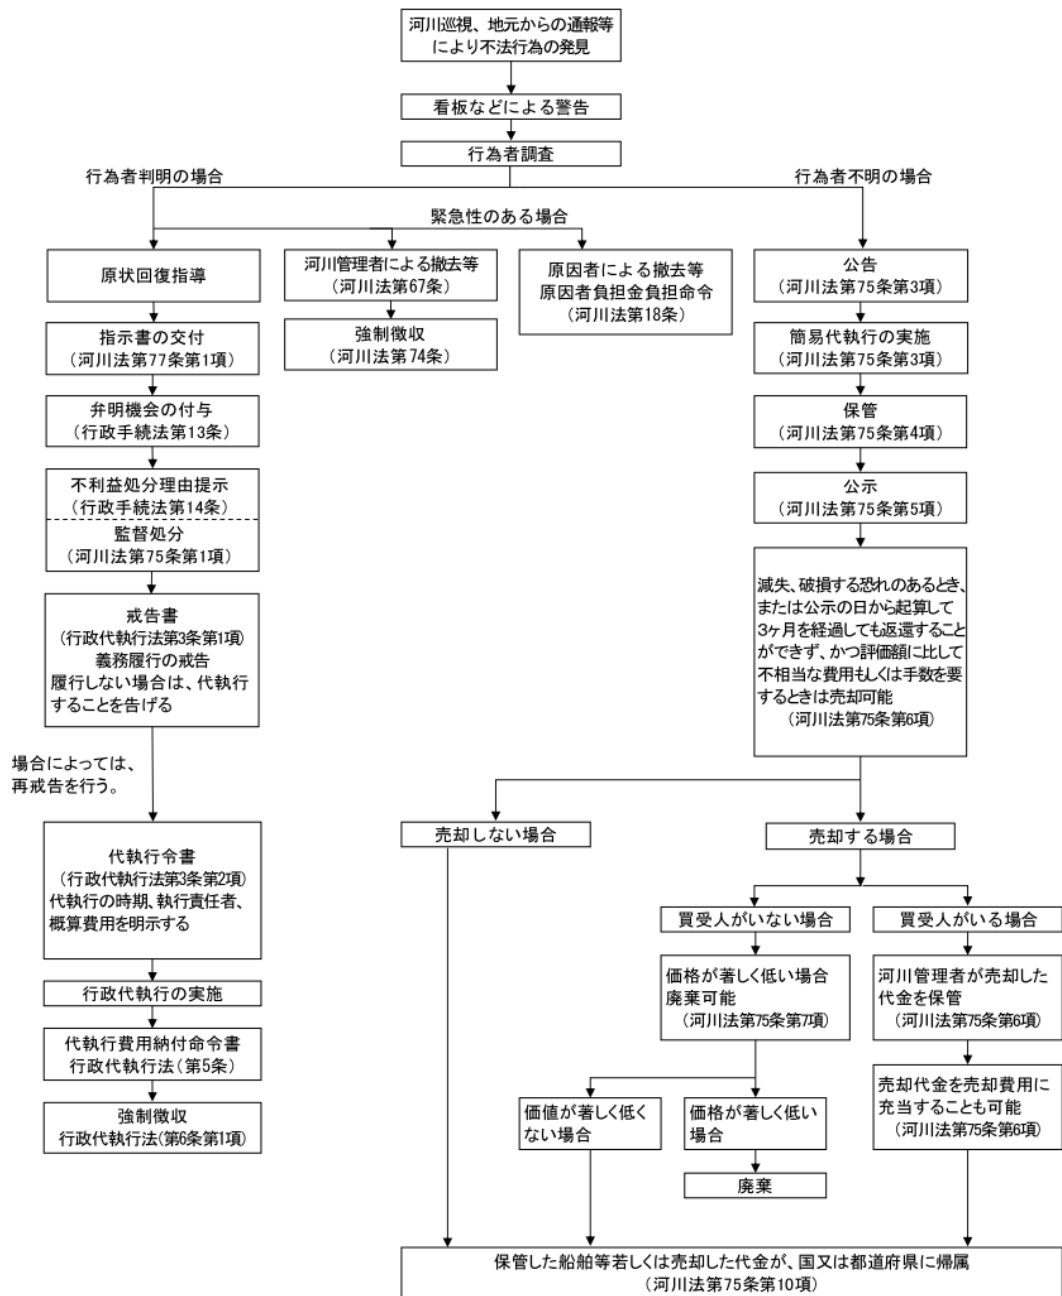 河川巡視、地元からの通報等
により不法行為の発見
看板などによる警告
行為者調査
行為者判明の場合
行為者不明の場合
緊急性のある場合
原状回復指導
河川管理者による撤去等
(河川法第67条)
原因者による撤去等
原因者負担金負担命令
(河川法第18条)
公告
(河川法第75条第3項)
指示書の交付
(河川法第77条第1項)
強制徴収
(河川法第74条)
簡易代執行の実施
(河川法第75条第3項)
弁明機会の付与
(行政手続法第13条)
保管
(河川法第75条第4項)
不利益処分理由提示
(行政手続法第14条)
監督処分
(河川法第75条第1項)
公示
(河川法第75条第5項)
戒告書
(行政代執行法第3条第1項)
義務履行の戒告
履行しない場合は、代執行
することを告げる
減失、破損する恐れのあるとき、
または公示の日から起算して
3ヶ月を経過しても返還すること
ができず、かつ評価額に比して
不相当な費用もしくは手数を要
するときは売却可能
(河川法第75条第6項)
場合によっては、
再戒告を行う。
代執行令書
(行政代執行法第3条第2項)
代執行の時期、執行責任者、
概算費用を明示する
売却しない場合
売却する場合
買受人がいない場合
買受人がいる場合
行政代執行の実施
価格が著しく低い場合
廃棄可能
(河川法第75条第7項)
河川管理者が売却した
代金を保管
(河川法第75条第6項)
代執行費用納付命令書
行政代執行法(第5条)
強制徴収
行政代執行法(第6条第1項)
価値が著しく低く
ない場合
価格が著しく低い
場合
売却代金を売却費用に
充当することも可能
(河川法第75条第6項)
廃棄
保管した船舶等若しくは売却した代金が、国又は都道府県に帰属
(河川法第75条第10項)